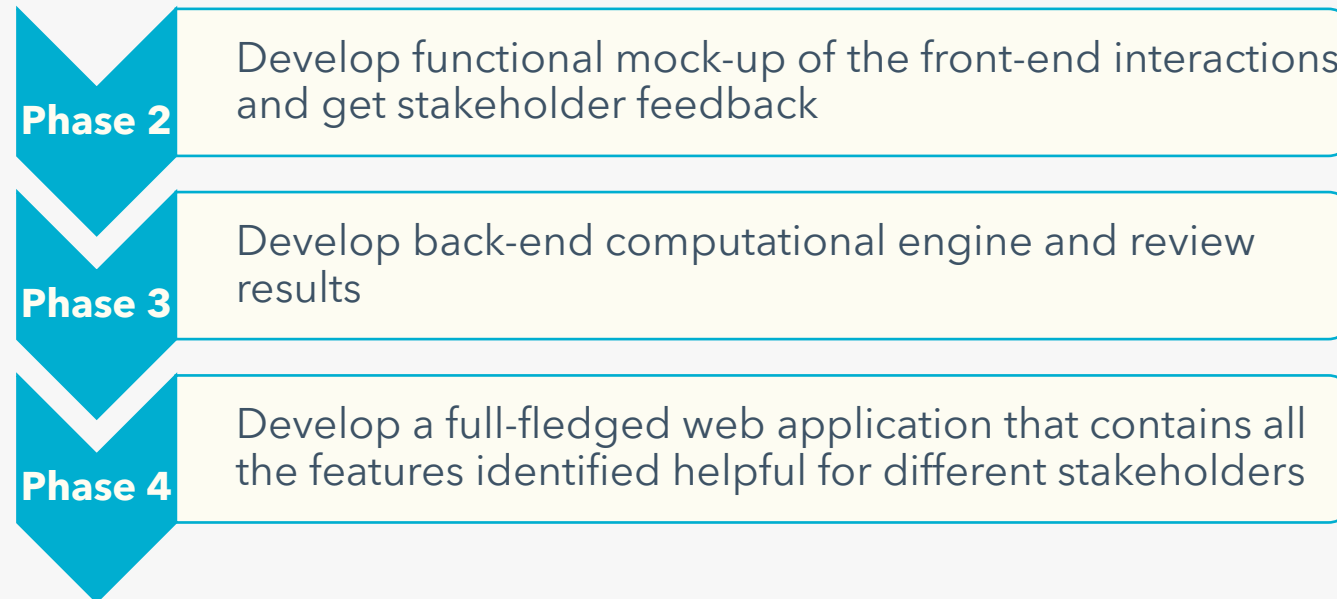 Develop functional mock-up of the front-end interactions
and get stakeholder feedback
Phase 2
Develop back-end computational engine and review
results
Phase 3
Develop a full-fledged web application that contains all
the features identified helpful for different stakeholders
Phase 4